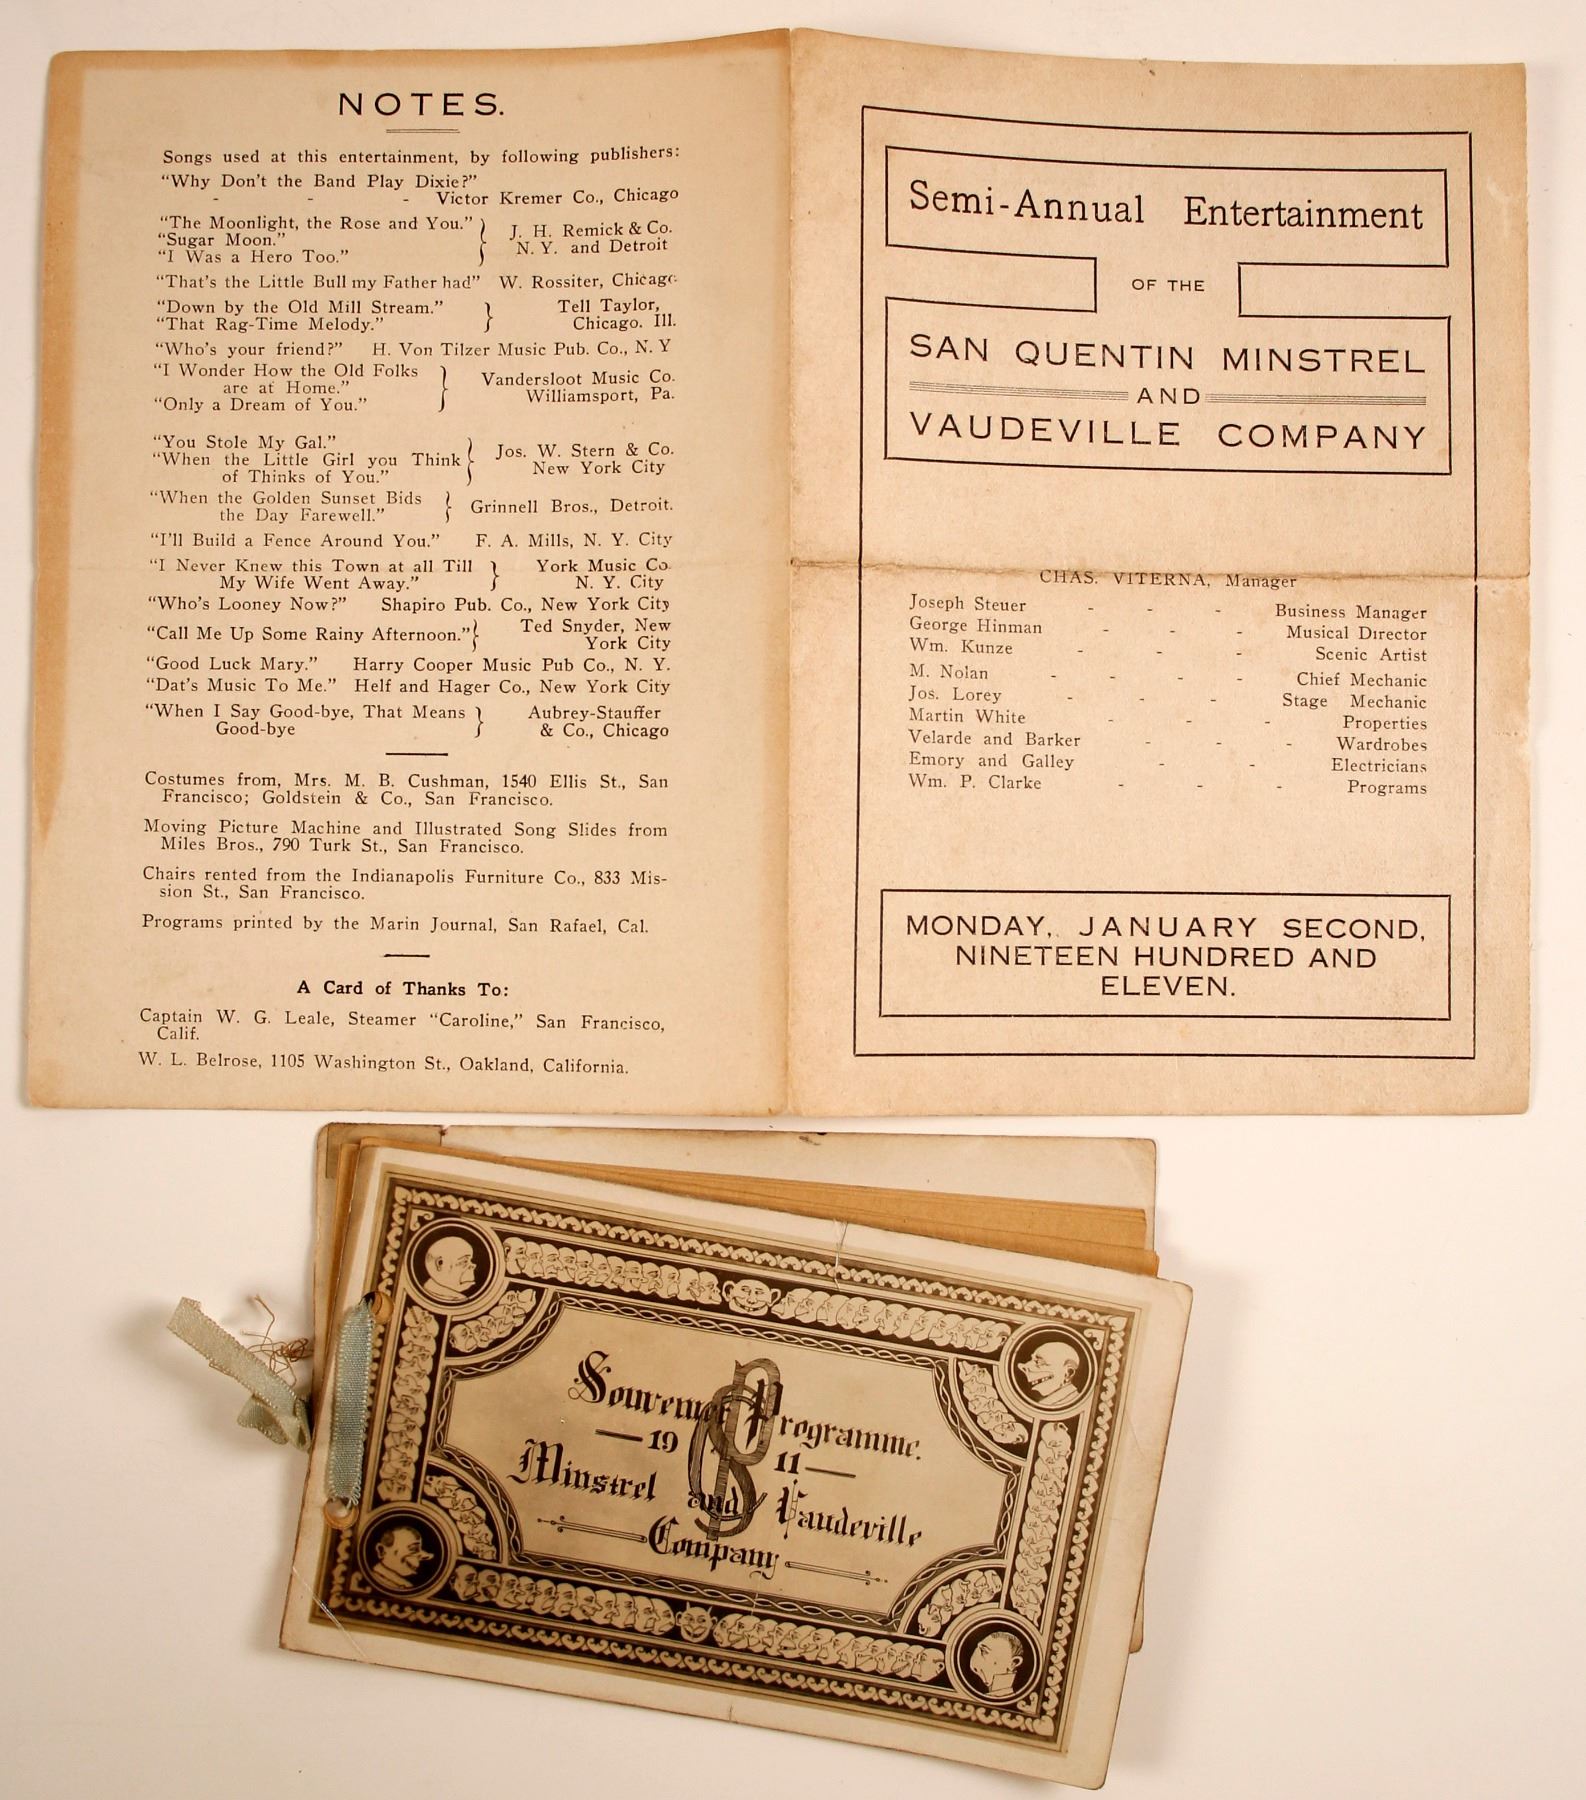 NOTES.
Songs used at this entertainment, by following publishers:
"Why Don't the Band Play Dixie?"
- - - Victor Kremer Co., Chicago
"The Moonlight, the Rose and You." } J. H. Remick & Co.
"Sugar Moon." N. Y. and Detroit
"I Was a Hero Too."
"That's the Little Bull my Father had" W. Rossiter, Chicago
"Down by the Old Mill Stream." } Tell Taylor,
"That Rag-Time Melody." Chicago. Ill.
"Who's your friend?" H. Von Tilzer Music Pub. Co., N. Y
"I Wonder How the Old Folks } Vandersloot Music Co.
are at Home." Williamsport, Pa.
"Only a Dream of You."
"You Stole My Gal." } Jos. W. Stern & Co.
"When the Little Girl you Think New York City
of Thinks of You."
"When the Golden Sunset Bids } Grinnell Bros., Detroit.
the Day Farewell."
"I'll Build a Fence Around You." F. A. Mills, N. Y. City
"I Never Knew this Town at all Till } York Music Co.
My Wife Went Away." N. Y. City
"Who's Looney Now?" Shapiro Pub. Co., New York City
"Call Me Up Some Rainy Afternoon." } Ted Snyder, New
York City
"Good Luck Mary." Harry Cooper Music Pub Co., N. Y.
"Dat's Music To Me." Helf and Hager Co., New York City
"When I Say Good-bye, That Means } Aubrey-Stauffer
Good-bye & Co., Chicago
Costumes from, Mrs. M. B. Cushman, 1540 Ellis St., San
Francisco; Goldstein & Co., San Francisco.
Moving Picture Machine and Illustrated Song Slides from
Miles Bros., 790 Turk St., San Francisco.
Chairs rented from the Indianapolis Furniture Co., 833 Mis-
sion St., San Francisco.
Programs printed by the Marin Journal, San Rafael, Cal.
A Card of Thanks To:
Captain W. G. Leale, Steamer "Caroline," San Francisco,
Calif.
W. L. Belrose, 1105 Washington St., Oakland, California.
Semi-Annual Entertainment
OF THE
SAN QUENTIN MINSTREL
AND
VAUDEVILLE COMPANY
CHAS. VITERNA, Manager
Joseph Steuer - - - Business Manager
George Hinman - - - Musical Director
Wm. Kunze - - - Scenic Artist
M. Nolan - - - - Chief Mechanic
Jos. Lorey - - - Stage Mechanic
Martin White - - - Properties
Velarde and Barker - - - Wardrobes
Emory and Galley - - Electricians
Wm. P. Clarke - - - Programs
MONDAY, JANUARY SECOND,
NINETEEN HUNDRED AND
ELEVEN.
Souvenir Programme.
—19 11—
Minstrel and Vaudeville
Company